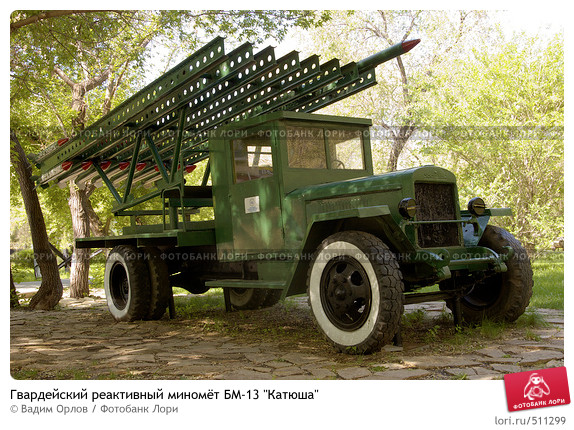 Гвардейский реактивный миномёт БМ-13 "Катюша"
© Вадим Орлов / Фотобанк Лори
ФОТОБАНК ЛОРИ
lori.ru/511299